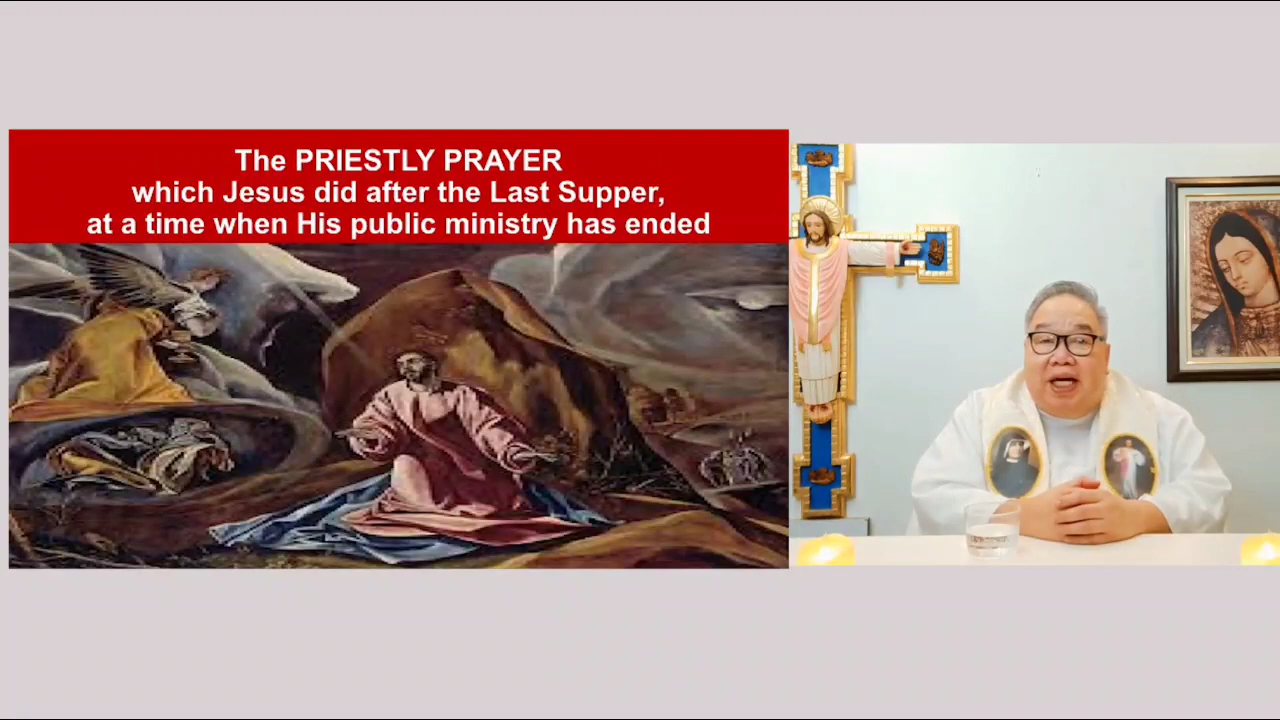 The PRIESTLY PRAYER
which Jesus did after the Last Supper,
at a time when His public ministry has ended